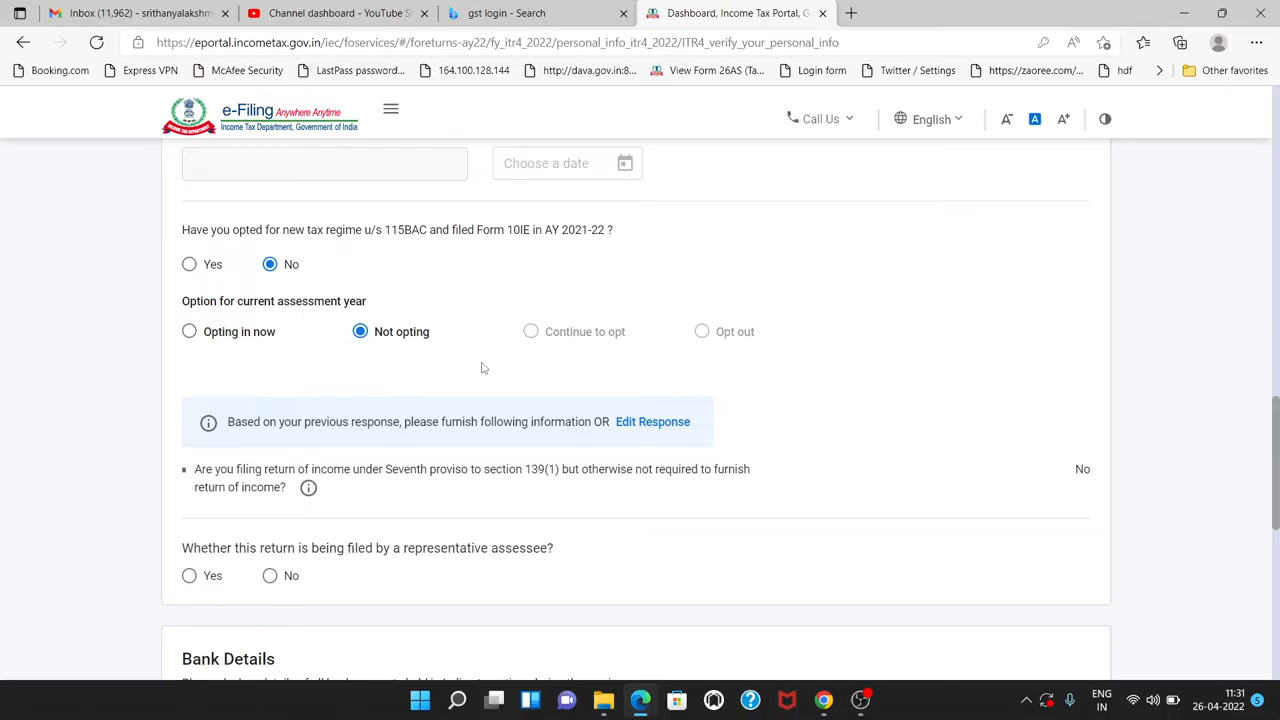 Inbox (11,962) - srithanyalakshm
Channel dashboard - YouTube S
gst login - Search
Dashboard, Income Tax Portal, G
https://eportal.incometax.gov.in/iec/foservices/#/foreturns-ay22/fy_itr4_2022/personal_info_itr4_2022/ITR4_verify_your_personal_info
Booking.com
Express VPN
McAfee Security
LastPass password...
164.100.128.144
http://dava.gov.in:8...
View Form 26AS (Ta...
Login form
Twitter / Settings
https://zaoree.com/...
hdf
Other favorites
e-Filing Anywhere Anytime
Income Tax Department, Government of India
Call Us
English
A-
A
A+
Choose a date
Have you opted for new tax regime u/s 115BAC and filed Form 10IE in AY 2021-22 ?
Yes
No
Option for current assessment year
Opting in now
Not opting
Continue to opt
Opt out
Based on your previous response, please furnish following information OR Edit Response
Are you filing return of income under Seventh proviso to section 139(1) but otherwise not required to furnish
return of income?
No
Whether this return is being filed by a representative assessee?
Yes
No
Bank Details
ENG
IN
11:31
26-04-2022
5